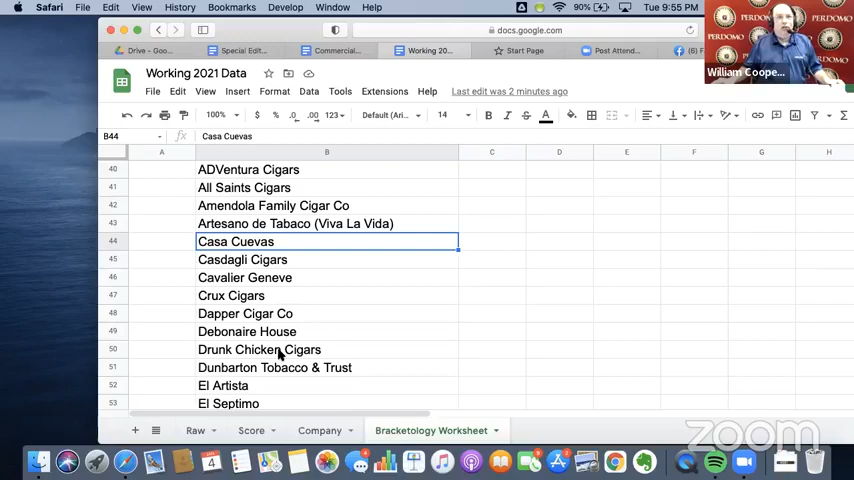 Safari File Edit View History Bookmarks Develop Window Help 90% Tue 9:55 PM
docs.google.com
Drive – Goo... Special Edit... Commercial... Working 20... Start Page Post Attend... (6) F
Working 2021 Data
File Edit View Insert Format Data Tools Extensions Help Last edit was 2 minutes ago
100% $ % .0 .00 123 Default (Ari... 14 B I S A
B44 fx Casa Cuevas
A B C D E F G H
40 ADVentura Cigars
41 All Saints Cigars
42 Amendola Family Cigar Co
43 Artesano de Tabaco (Viva La Vida)
44 Casa Cuevas
45 Casdagli Cigars
46 Cavalier Geneve
47 Crux Cigars
48 Dapper Cigar Co
49 Debonaire House
50 Drunk Chicken Cigars
51 Dunbarton Tobacco & Trust
52 El Artista
53 El Septimo
Raw Score Company Bracketology Worksheet
PERDOMO PERDOMO
William Coope...
zoom